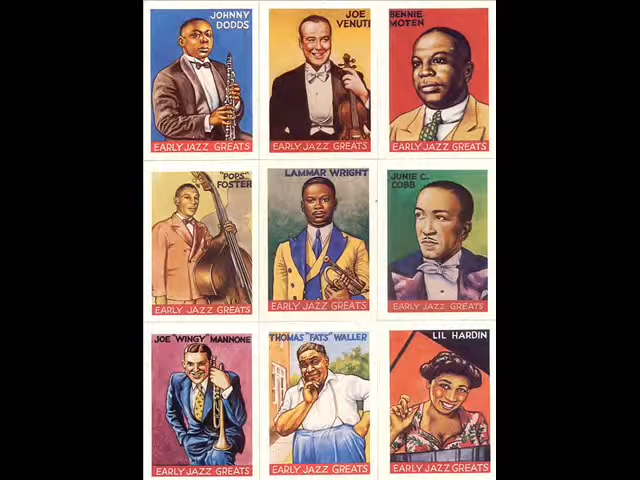 JOHNNY
DODDS
EARLY JAZZ GREATS
JOE
VENUTI
EARLY JAZZ GREATS
BENNIE
MOTEN
EARLY JAZZ GREATS
"POPS"
FOSTER
EARLY JAZZ GREATS
LAMMAR WRIGHT
EARLY JAZZ GREATS
JUNIE C.
COBB
EARLY JAZZ GREATS
JOE "WINGY" MANNONE
EARLY JAZZ GREATS
THOMAS "FATS" WALLER
EARLY JAZZ GREATS
LIL HARDIN
EARLY JAZZ GREATS